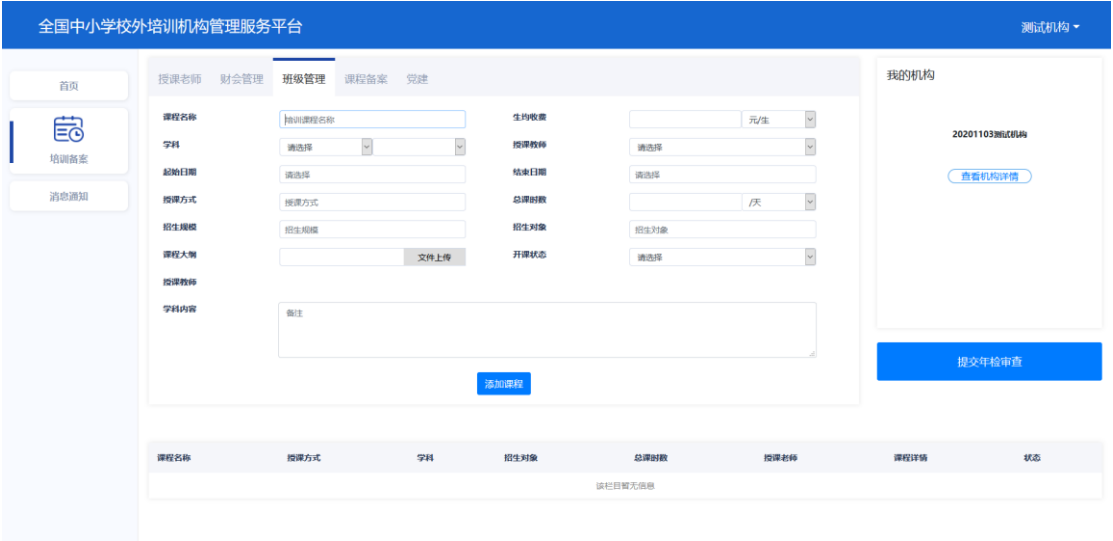 全国中小学校外培训机构管理服务平台
测试机构
首页
培训备案
消息通知
授课老师 财会管理 班级管理 课程备案 党建
课程名称 培训课程名称 生均收费 元/生
学科 请选择 授课教师 请选择
起始日期 请选择 结束日期 请选择
授课方式 授课方式 总课时数 /天
招生规模 招生规模 招生对象 招生对象
课程大纲 文件上传 开课状态 请选择
授课教师
学科内容 备注
添加课程
我的机构
20201103测试机构
查看机构详情
提交年检审查
课程名称 授课方式 学科 招生对象 总课时数 授课老师 课程详情 状态
该栏目暂无信息